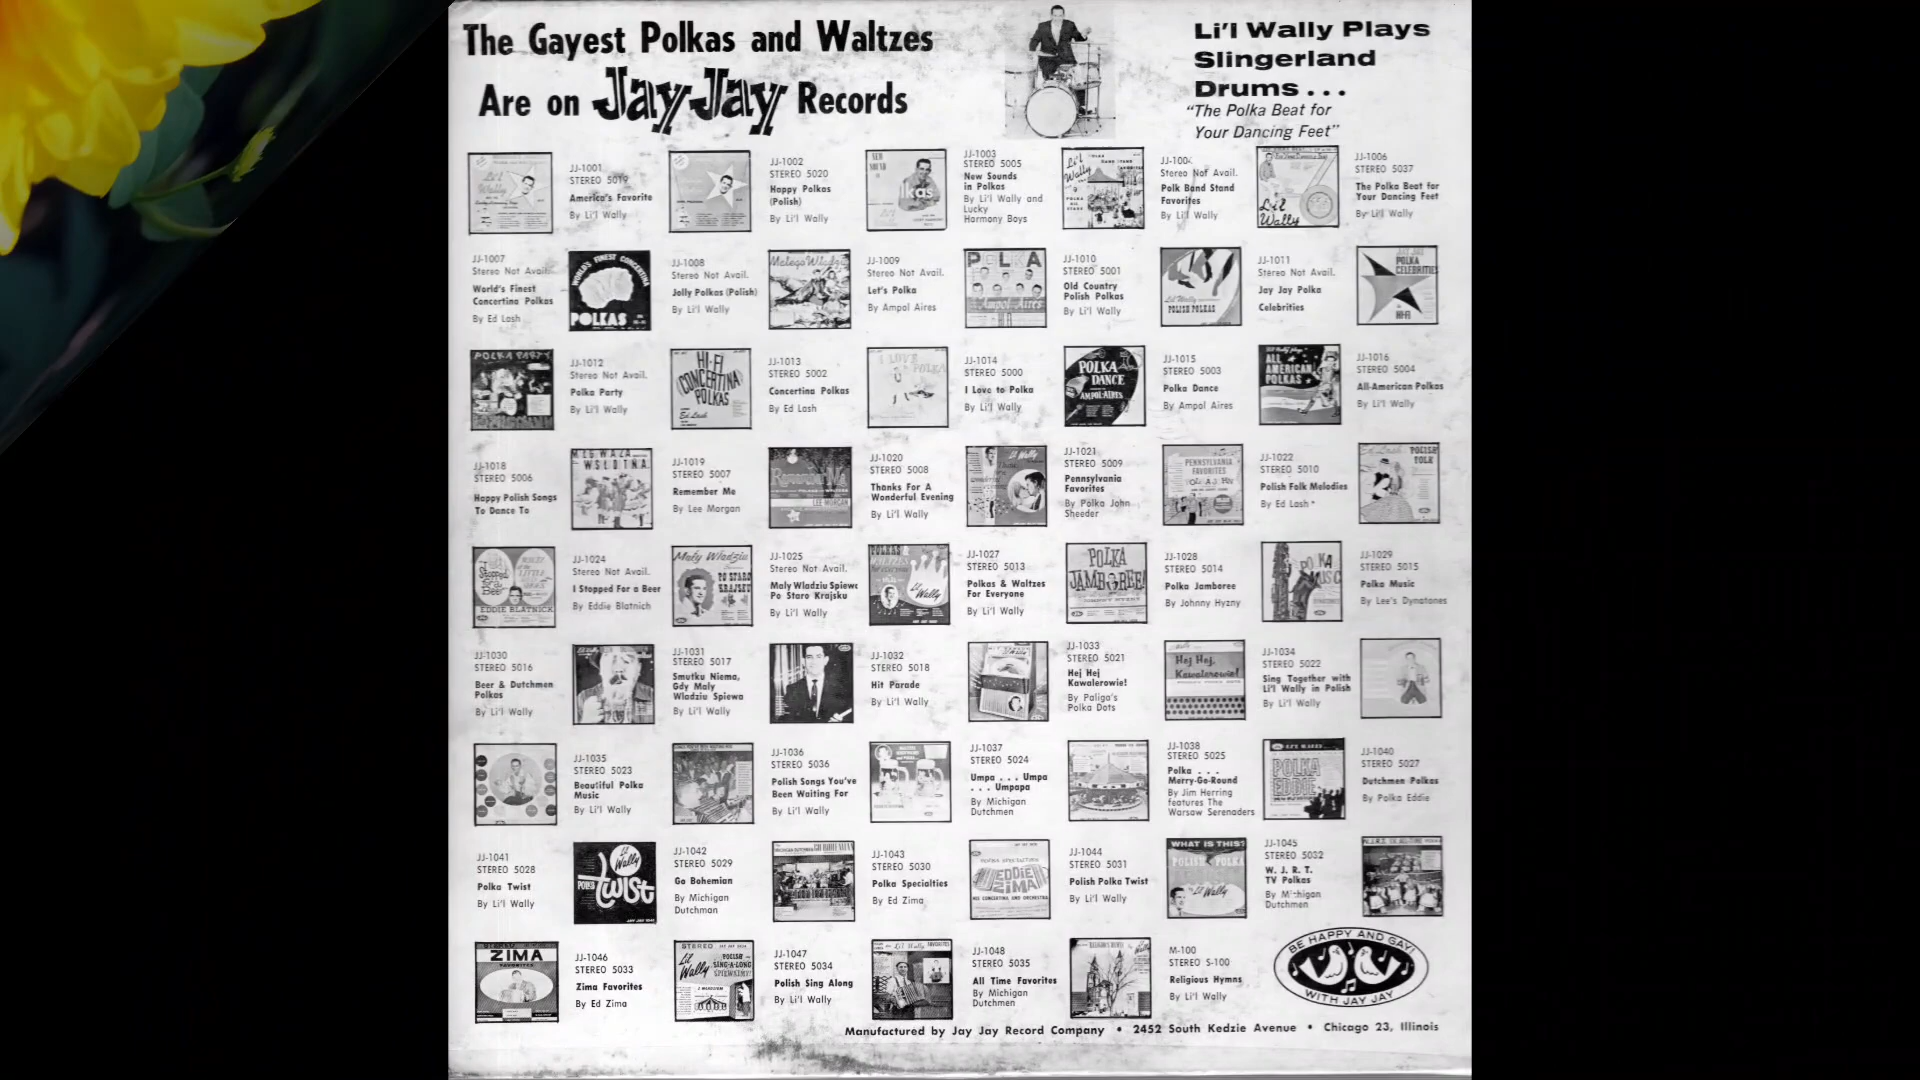 The Gayest Polkas and Waltzes
Are on Jay Jay Records
Li'l Wally Plays
Slingerland
Drums . . .
"The Polka Beat for
Your Dancing Feet"
JJ-1001
STEREO 5019
America's Favorite
By Li'l Wally
JJ-1002
STEREO 5020
Happy Polkas
(Polish)
By Li'l Wally
JJ-1003
STEREO 5005
New Sounds
in Polkas
By Li'l Wally and
Lucky
Harmony Boys
Stereo Not Avail.
Polk Band Stand
Favorites
By Li'l Wally
JJ-1006
STEREO 5037
The Polka Beat for
Your Dancing Feet
By Li'l Wally
JJ-1007
Stereo Not Avail.
World's Finest
Concertina Polkas
By Ed Lash
JJ-1008
Stereo Not Avail.
Jolly Polkas (Polish)
By Li'l Wally
JJ-1009
Stereo Not Avail.
Let's Polka
By Ampol Aires
JJ-1010
STEREO 5001
Old Country
Polish Polkas
By Li'l Wally
JJ-1011
Stereo Not Avail.
Jay Jay Polka
Celebrities
JJ-1012
Stereo Not Avail.
Polka Party
By Li'l Wally
JJ-1013
STEREO 5002
Concertina Polkas
By Ed Lash
JJ-1014
STEREO 5000
I Love to Polka
By Li'l Wally
JJ-1015
STEREO 5003
Polka Dance
By Ampol Aires
JJ-1016
STEREO 5004
All-American Polkas
By Li'l Wally
JJ-1018
STEREO 5006
Happy Polish Songs
To Dance To
JJ-1019
STEREO 5007
Remember Me
By Lee Morgan
JJ-1020
STEREO 5008
Thanks For A
Wonderful Evening
By Li'l Wally
JJ-1021
STEREO 5009
Pennsylvania
Favorites
By Polka John
Sheeder
JJ-1022
STEREO 5010
Polish Folk Melodies
By Ed Lash
JJ-1024
Stereo Not Avail.
I Stopped For a Beer
By Eddie Blatnich
JJ-1025
Stereo Not Avail.
Maly Wladziu Spiewa
Po Staro Krajsku
By Li'l Wally
JJ-1027
STEREO 5013
Polkas & Waltzes
For Everyone
By Li'l Wally
JJ-1028
STEREO 5014
Polka Jamboree
By Johnny Hyzny
JJ-1029
STEREO 5015
Polka Music
By Lee's Dynatones
JJ-1030
STEREO 5016
Beer & Dutchmen
Polkas
By Li'l Wally
JJ-1031
STEREO 5017
Smutku Niema,
Gdy Maly
Wladziu Spiewa
By Li'l Wally
JJ-1032
STEREO 5018
Hit Parade
By Li'l Wally
JJ-1033
STEREO 5021
Hej Hej
Kawalerowie!
By Paliga's
Polka Dots
JJ-1034
STEREO 5022
Sing Together with
Li'l Wally in Polish
By Li'l Wally
JJ-1035
STEREO 5023
Beautiful Polka
Music
By Li'l Wally
JJ-1036
STEREO 5036
Polish Songs You've
Been Waiting For
By Li'l Wally
JJ-1037
STEREO 5024
Umpa . . . Umpa
. . . Umpapa
By Michigan
Dutchmen
JJ-1038
STEREO 5025
Polka . . .
Merry-Go-Round
By Jim Herring
features The
Warsaw Serenaders
JJ-1040
STEREO 5027
Dutchmen Polkas
By Polka Eddie
JJ-1041
STEREO 5028
Polka Twist
By Li'l Wally
JJ-1042
STEREO 5029
Go Bohemian
By Michigan
Dutchman
JJ-1043
STEREO 5030
Polka Specialties
By Ed Zima
JJ-1044
STEREO 5031
Polish Polka Twist
By Li'l Wally
JJ-1045
STEREO 5032
W. J. R. T.
TV Polkas
By Michigan
Dutchmen
JJ-1046
STEREO 5033
Zima Favorites
By Ed Zima
JJ-1047
STEREO 5034
Polish Sing Along
By Li'l Wally
JJ-1048
STEREO 5035
All Time Favorites
By Michigan
Dutchmen
M-100
STEREO S-100
Religious Hymns
By Li'l Wally
BE HAPPY AND GAY!
WITH JAY JAY
Manufactured by Jay Jay Record Company • 2452 South Kedzie Avenue • Chicago 23, Illinois